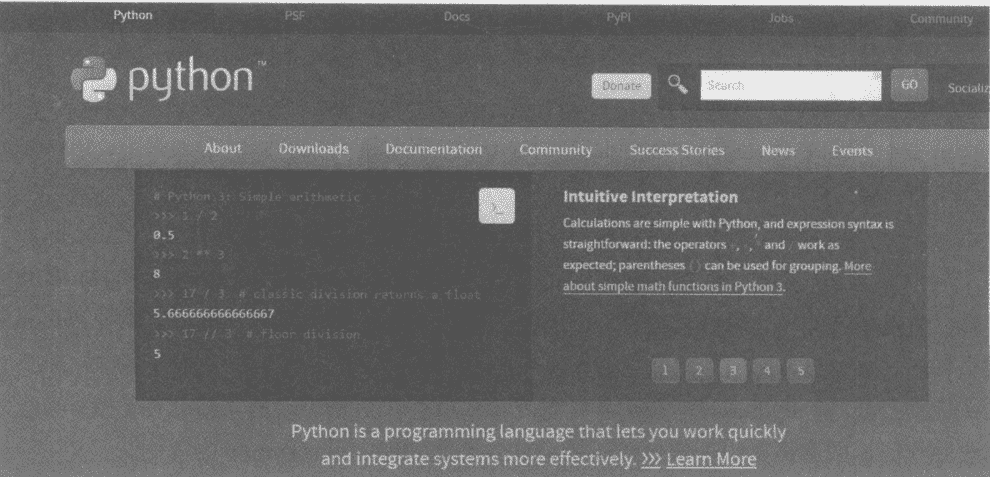 Python PSF Docs PyPI Jobs Community
python™
Donate Search GO Socializ
About Downloads Documentation Community Success Stories News Events
# Python 3: Simple arithmetic
>>> 1 / 2
0.5
>>> 2 ** 3
8
>>> 17 / 3 # classic division returns a float
5.666666666666667
>>> 17 // 3 # floor division
5
>_
Intuitive Interpretation
Calculations are simple with Python, and expression syntax is
straightforward: the operators , , and work as
expected; parentheses () can be used for grouping. More
about simple math functions in Python 3.
1 2 3 4 5
Python is a programming language that lets you work quickly
and integrate systems more effectively. >>> Learn More